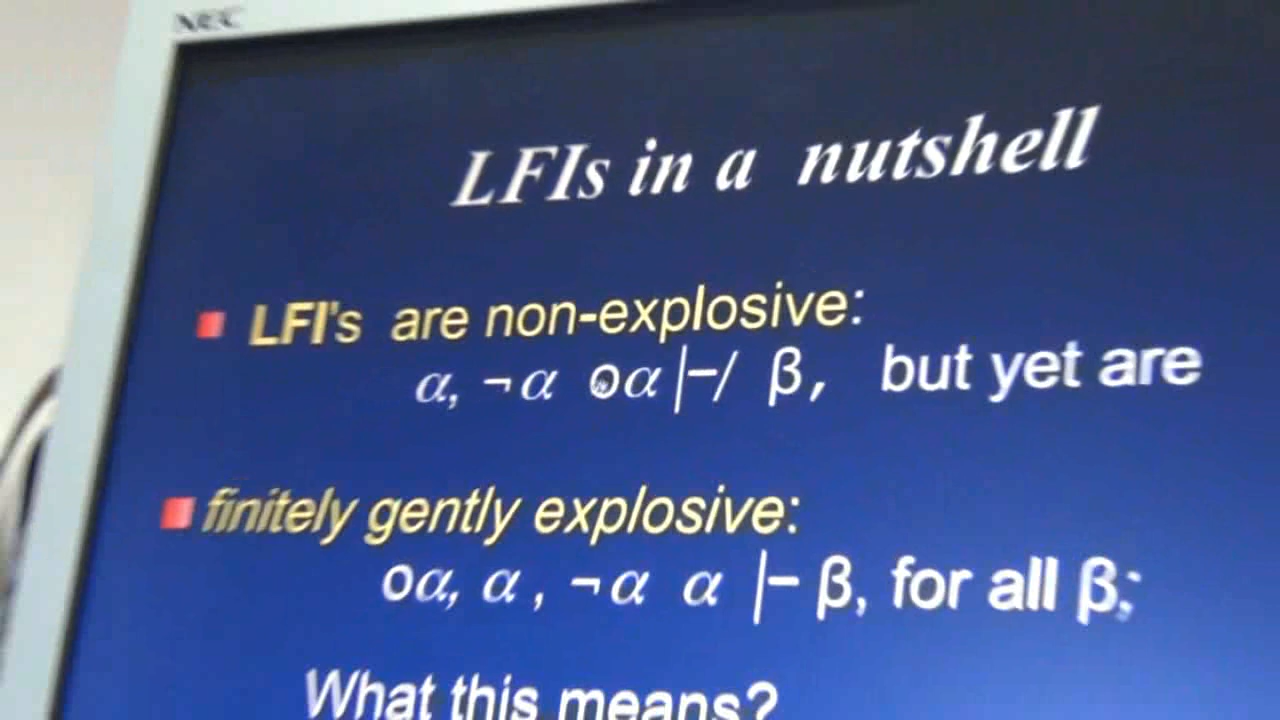 NEC
LFIs in a nutshell
LFI's are non-explosive:
α, ¬α oα |−/ β, but yet are
finitely gently explosive:
oα, α, ¬α α |− β, for all β;
What this means?